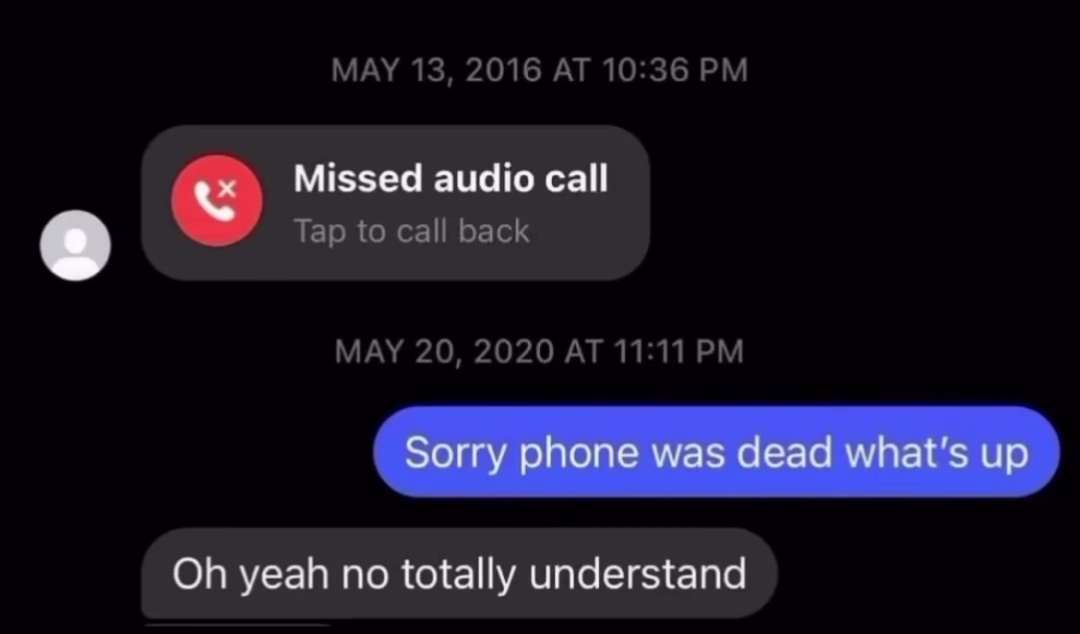 MAY 13, 2016 AT 10:36 PM
Missed audio call
Tap to call back
MAY 20, 2020 AT 11:11 PM
Sorry phone was dead what’s up
Oh yeah no totally understand